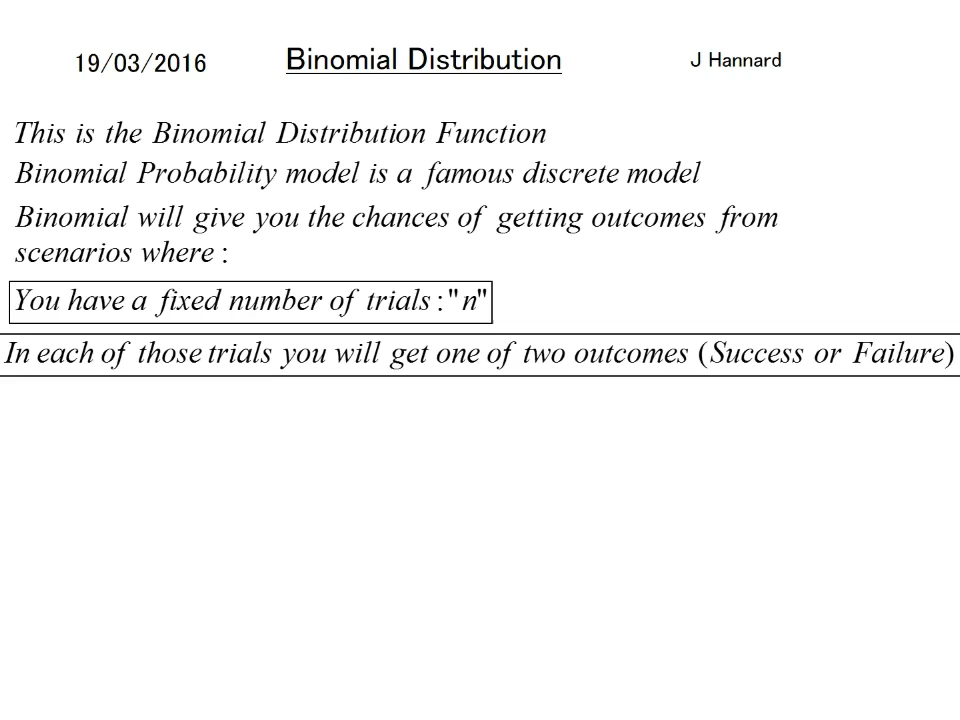 19/03/2016 Binomial Distribution J Hannard
This is the Binomial Distribution Function
Binomial Probability model is a famous discrete model
Binomial will give you the chances of getting outcomes from
scenarios where :
You have a fixed number of trials : "n"
In each of those trials you will get one of two outcomes (Success or Failure)